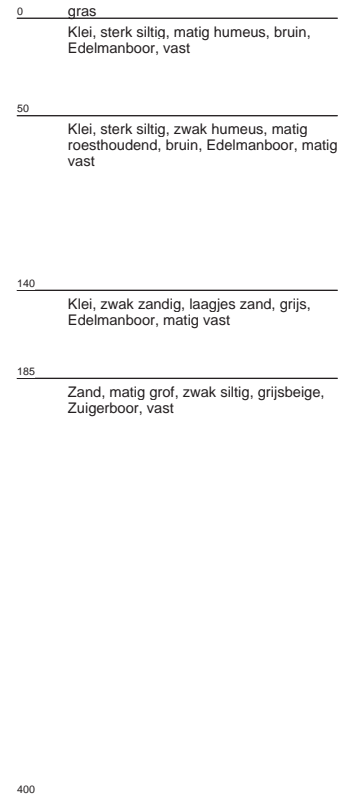 0 gras
Klei, sterk siltig, matig humeus, bruin,
Edelmanboor, vast
50
Klei, sterk siltig, zwak humeus, matig
roesthoudend, bruin, Edelmanboor, matig
vast
140
Klei, zwak zandig, laagjes zand, grijs,
Edelmanboor, matig vast
185
Zand, matig grof, zwak siltig, grijsbeige,
Zuigerboor, vast
400